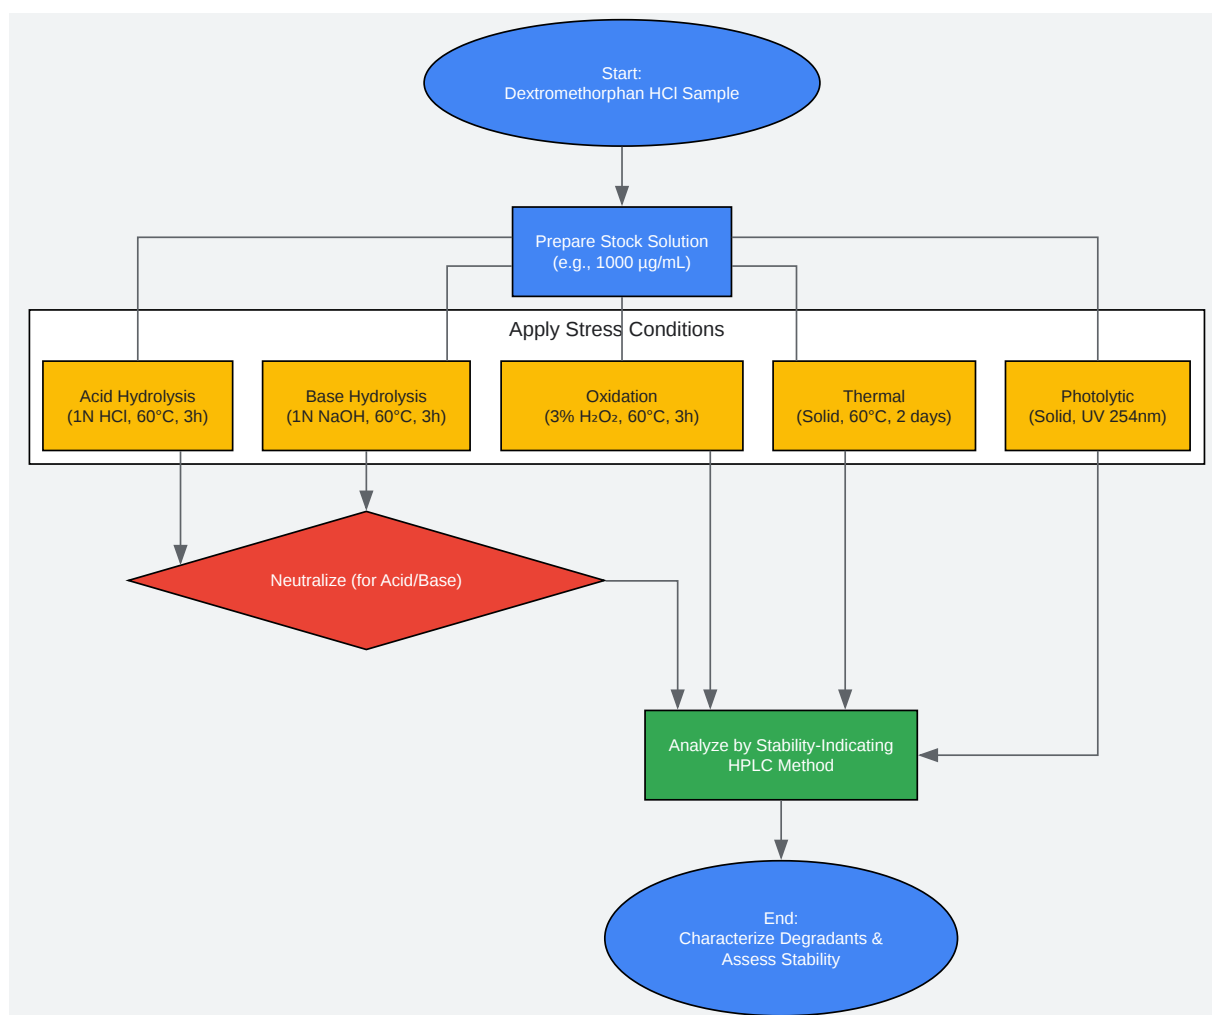 Start:
Dextromethorphan HCl Sample
Prepare Stock Solution
(e.g., 1000 µg/mL)
Apply Stress Conditions
Acid Hydrolysis
(1N HCl, 60°C, 3h)
Base Hydrolysis
(1N NaOH, 60°C, 3h)
Oxidation
(3% H₂O₂, 60°C, 3h)
Thermal
(Solid, 60°C, 2 days)
Photolytic
(Solid, UV 254nm)
Neutralize (for Acid/Base)
Analyze by Stability-Indicating
HPLC Method
End:
Characterize Degradants &
Assess Stability